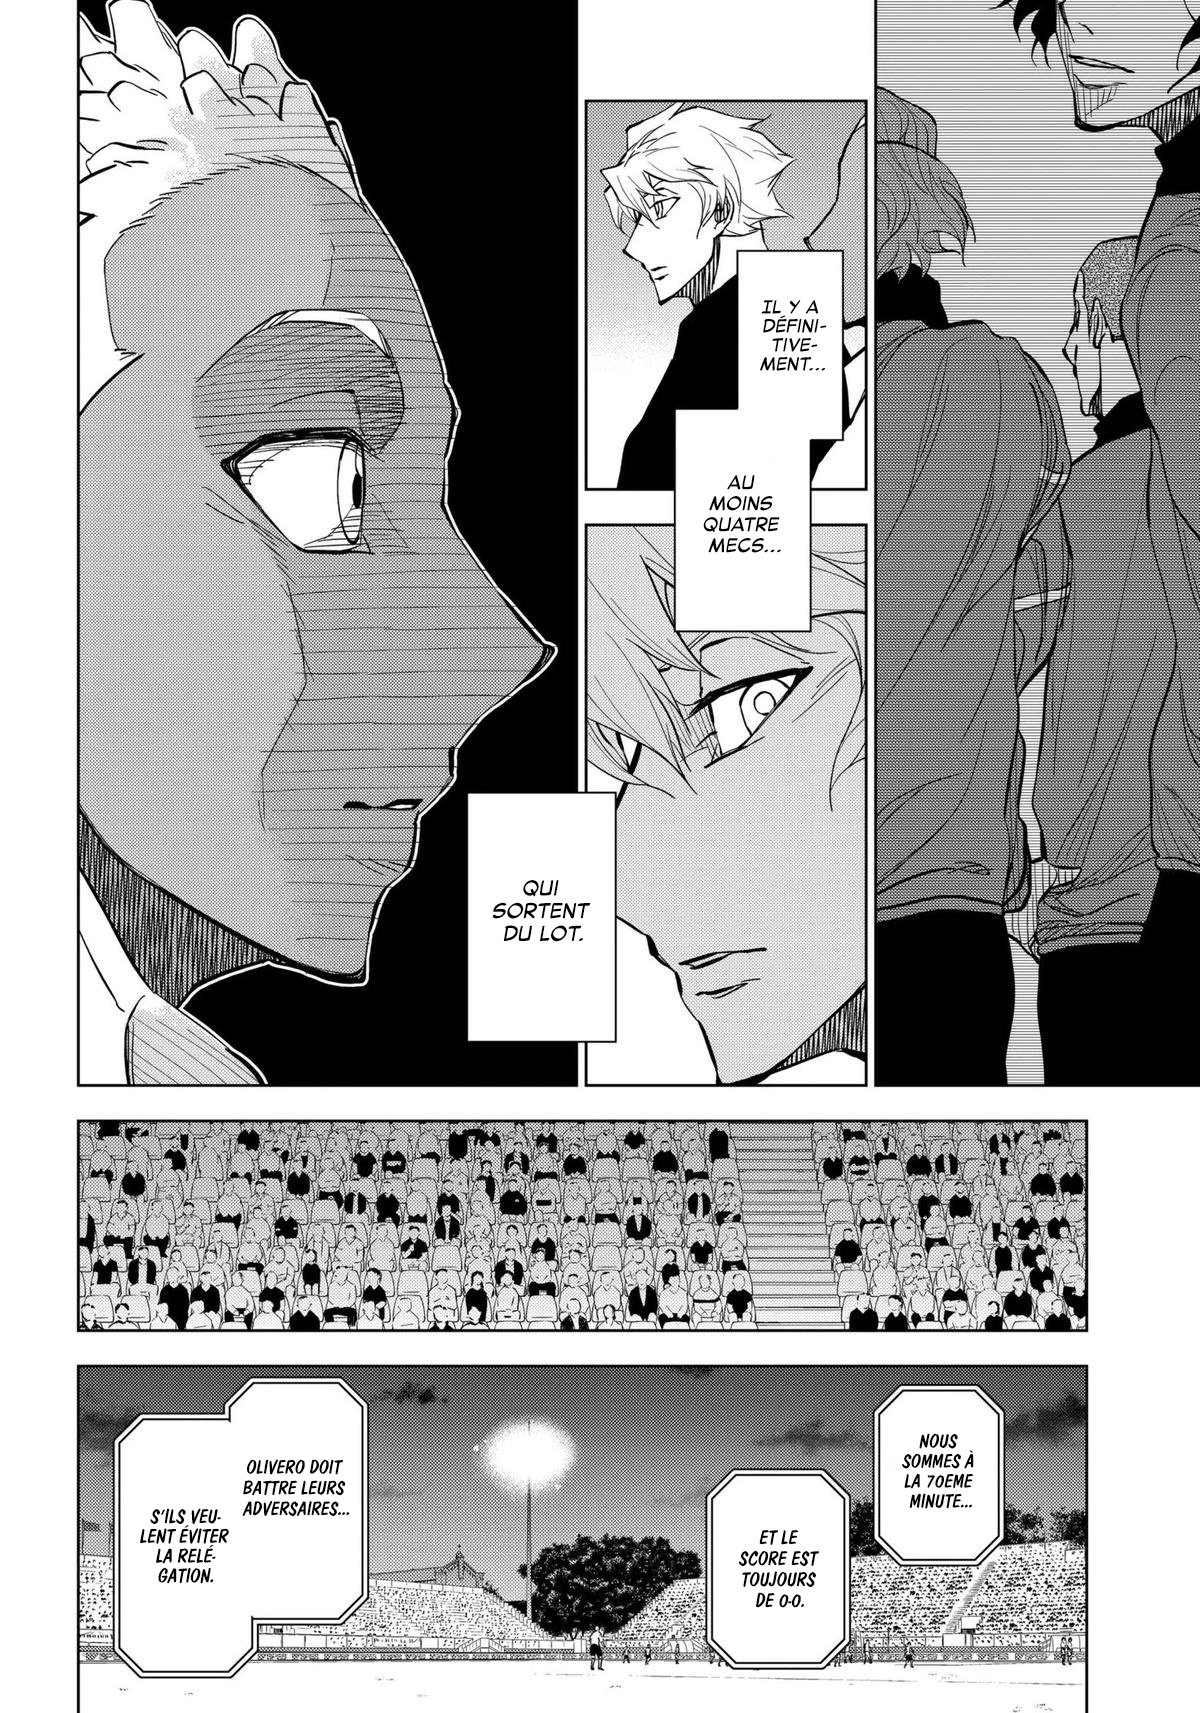 IL Y A
DÉFINI-
TIVE-
MENT...
AU
MOINS
QUATRE
MECS...
QUI
SORTENT
DU LOT.
NOUS
SOMMES À
LA 70EME
MINUTE...
ET LE
SCORE EST
TOUJOURS
DE 0-0.
OLIVERO DOIT
BATTRE LEURS
ADVERSAIRES...
S'ILS VEU-
LENT ÉVITER
LA RELÉ-
GATION.